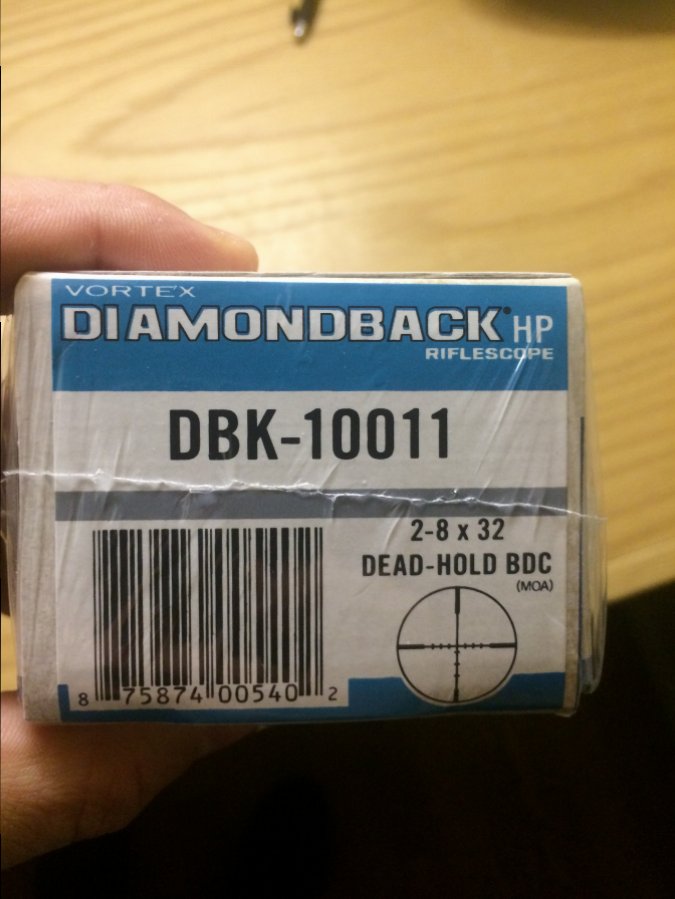 VORTEX
DIAMONDBACK® HP
RIFLESCOPE
DBK-10011
2-8 x 32
DEAD-HOLD BDC
(MOA)
8 75874 00540 2